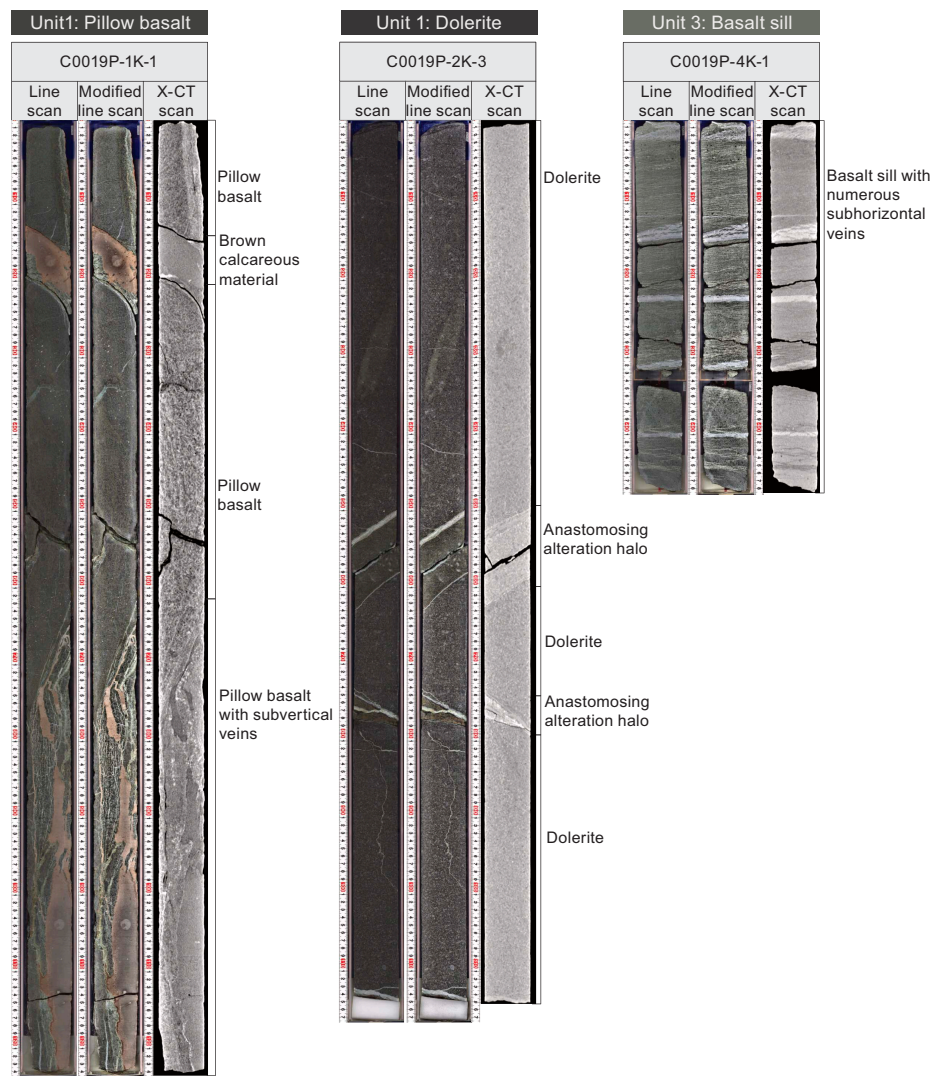 Unit1: Pillow basalt
C0019P-1K-1
Line scan
Modified line scan
X-CT scan
Pillow basalt
Brown calcareous material
Pillow basalt
Pillow basalt with subvertical veins
Unit 1: Dolerite
C0019P-2K-3
Line scan
Modified line scan
X-CT scan
Dolerite
Anastomosing alteration halo
Dolerite
Anastomosing alteration halo
Dolerite
Unit 3: Basalt sill
C0019P-4K-1
Line scan
Modified line scan
X-CT scan
Basalt sill with numerous subhorizontal veins